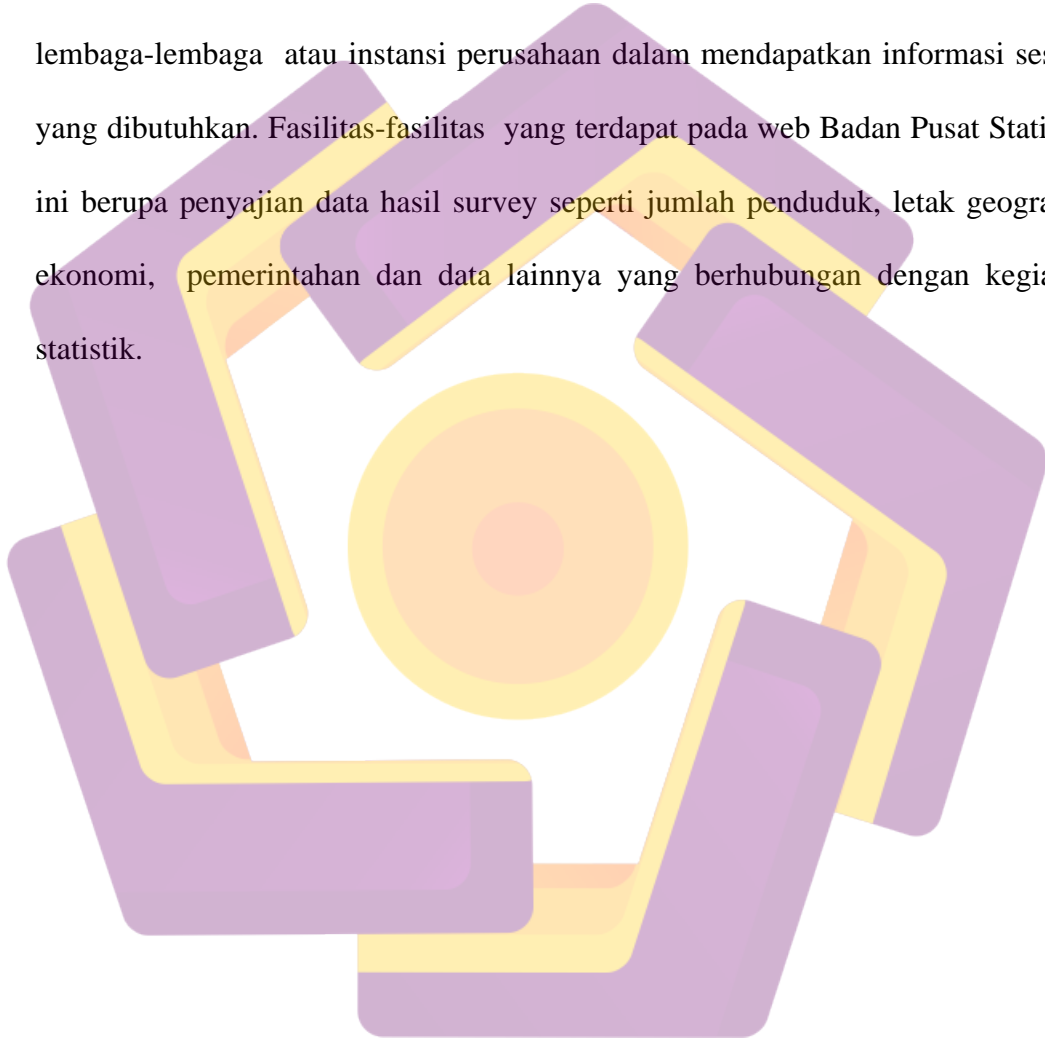 lembaga-lembaga atau instansi perusahaan dalam mendapatkan informasi
yang dibutuhkan. Fasilitas-fasilitas yang terdapat pada web Badan Pusat
ini berupa penyajian data hasil survey seperti jumlah penduduk, letak
ekonomi, pemerintahan dan data lainnya yang berhubungan dengan
statistik.